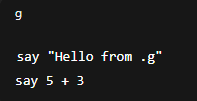 g
say "Hello from .g"
say 5 + 3